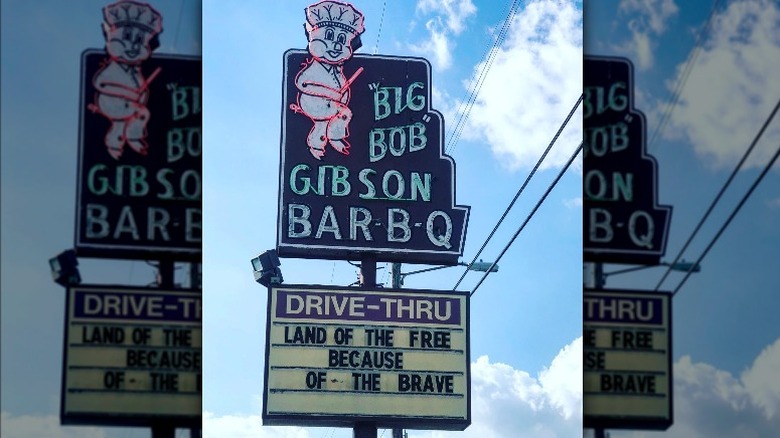 "BIG
BOB"
GIBSON
BAR-B-Q
DRIVE-THRU
LAND OF THE FREE
BECAUSE
OF THE BRAVE